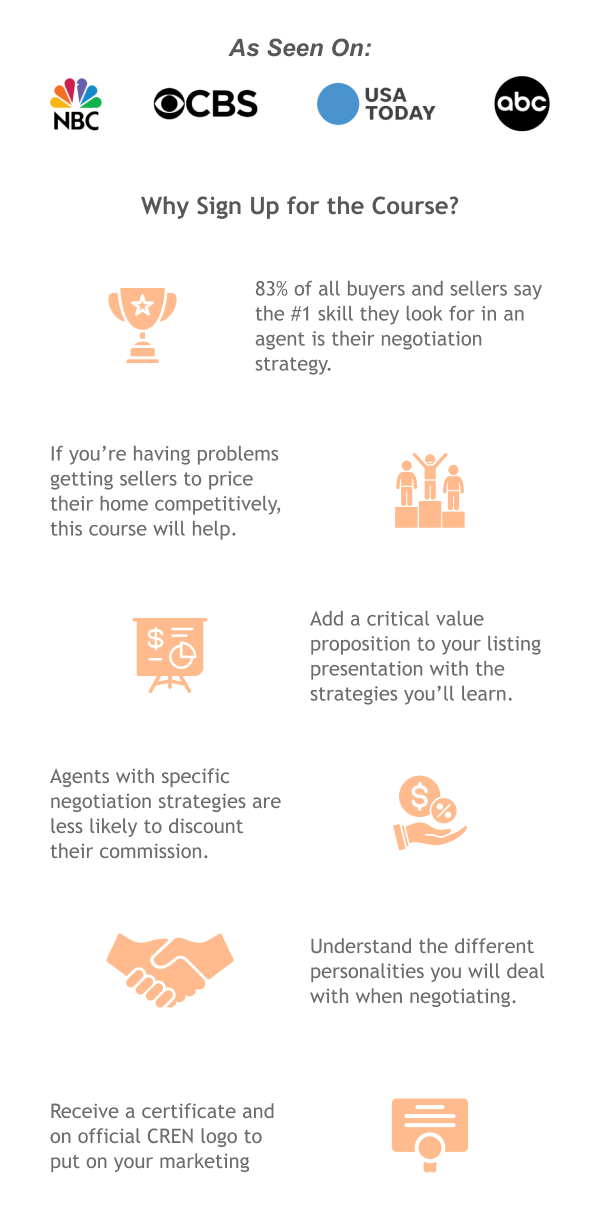 As Seen On:
NBC
CBS
USA
TODAY
abc
Why Sign Up for the Course?
83% of all buyers and sellers say
the #1 skill they look for in an
agent is their negotiation
strategy.
If you’re having problems
getting sellers to price
their home competitively,
this course will help.
$
Add a critical value
proposition to your listing
presentation with the
strategies you’ll learn.
Agents with specific
negotiation strategies are
less likely to discount
their commission.
$
%
Understand the different
personalities you will deal
with when negotiating.
Receive a certificate and
on official CREN logo to
put on your marketing